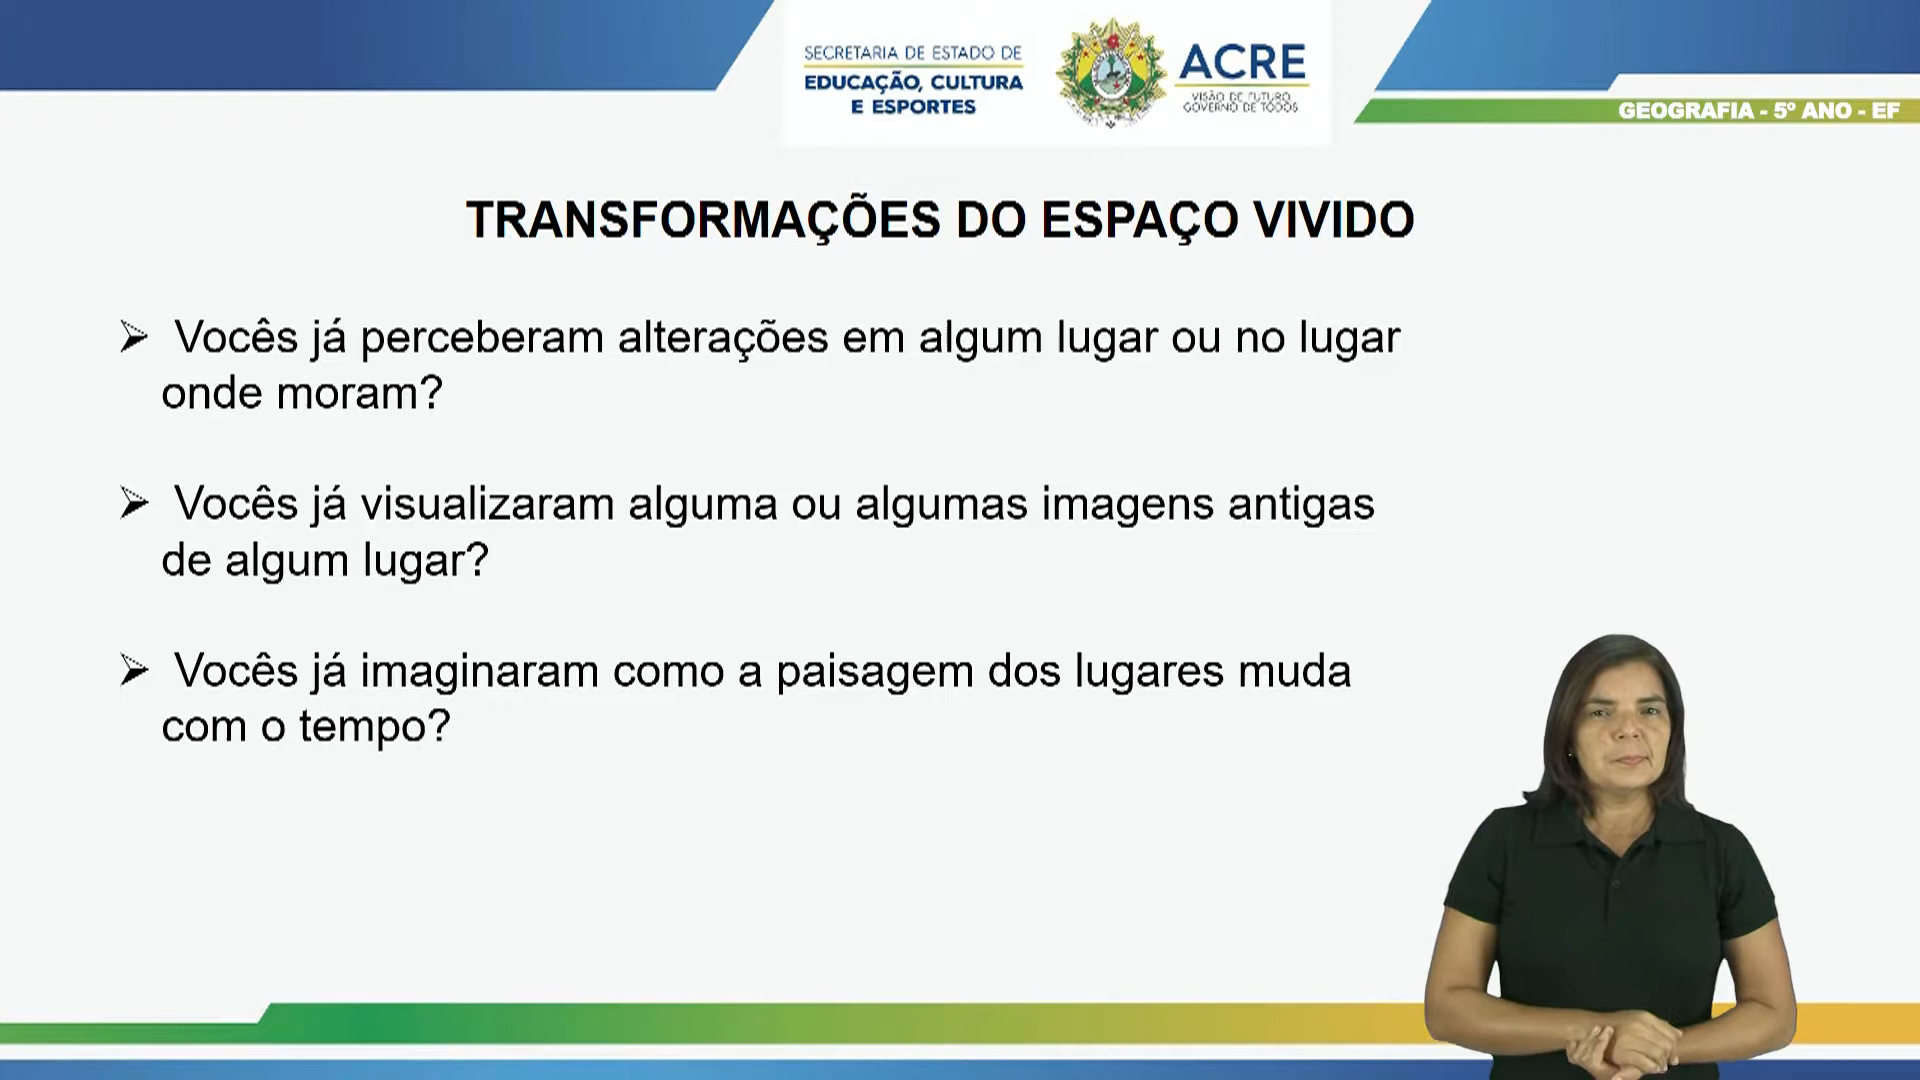 SECRETARIA DE ESTADO DE
EDUCAÇÃO, CULTURA
E ESPORTES
ACRE
VISÃO DE FUTURO,
GOVERNO DE TODOS
GEOGRAFIA - 5º ANO - EF
TRANSFORMAÇÕES DO ESPAÇO VIVIDO
➢ Vocês já perceberam alterações em algum lugar ou no lugar
onde moram?
➢ Vocês já visualizaram alguma ou algumas imagens antigas
de algum lugar?
➢ Vocês já imaginaram como a paisagem dos lugares muda
com o tempo?